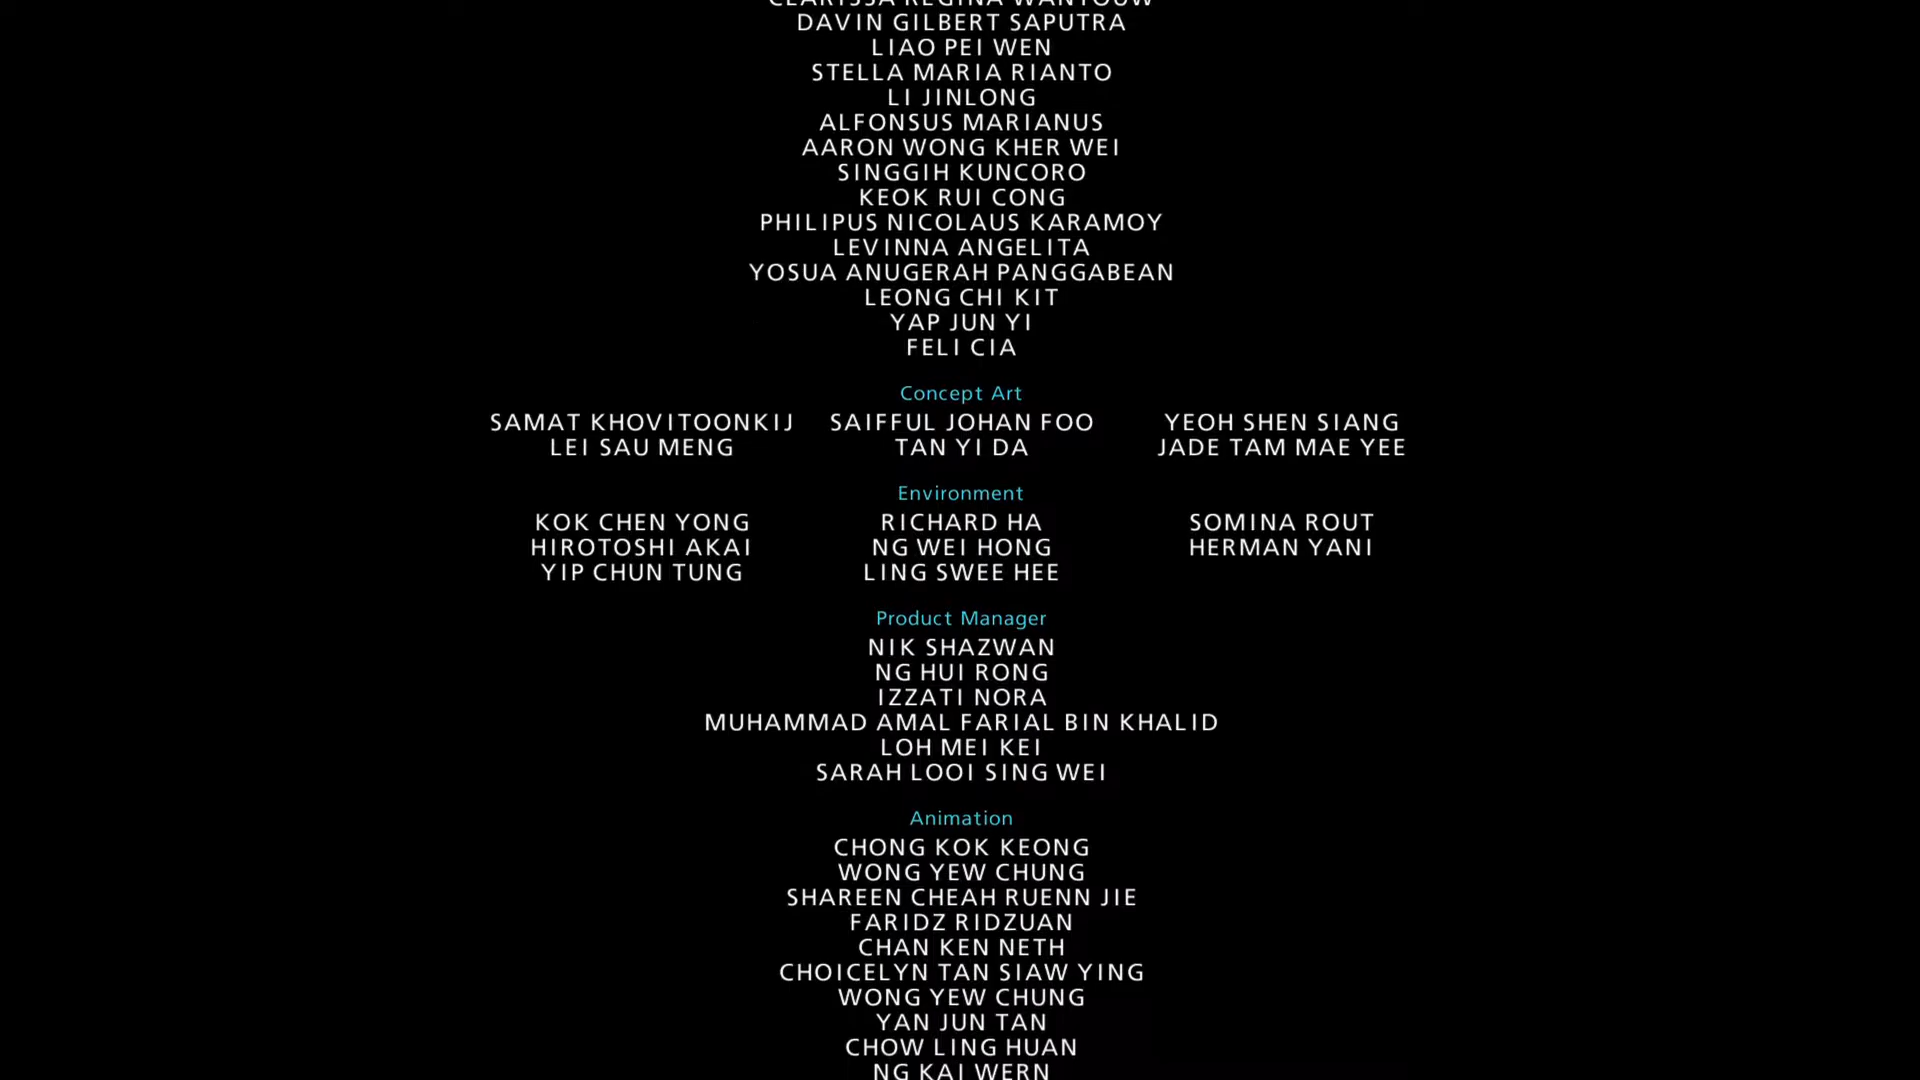 CLARISSA REGINA WANTOUW
DAVIN GILBERT SAPUTRA
LIAO PEI WEN
STELLA MARIA RIANTO
LI JINLONG
ALFONSUS MARIANUS
AARON WONG KHER WEI
SINGGIH KUNCORO
KEOK RUI CONG
PHILIPUS NICOLAUS KARAMOY
LEVINNA ANGELITA
YOSUA ANUGERAH PANGGABEAN
LEONG CHI KIT
YAP JUN YI
FELI CIA
Concept Art
SAMAT KHOVITOONKIJ SAIFFUL JOHAN FOO YEOH SHEN SIANG
LEI SAU MENG TAN YI DA JADE TAM MAE YEE
Environment
KOK CHEN YONG RICHARD HA SOMINA ROUT
HIROTOSHI AKAI NG WEI HONG HERMAN YANI
YIP CHUN TUNG LING SWEE HEE
Product Manager
NIK SHAZWAN
NG HUI RONG
IZZATI NORA
MUHAMMAD AMAL FARIAL BIN KHALID
LOH MEI KEI
SARAH LOOI SING WEI
Animation
CHONG KOK KEONG
WONG YEW CHUNG
SHAREEN CHEAH RUENN JIE
FARIDZ RIDZUAN
CHAN KEN NETH
CHOICELYN TAN SIAW YING
WONG YEW CHUNG
YAN JUN TAN
CHOW LING HUAN
NG KAI WERN